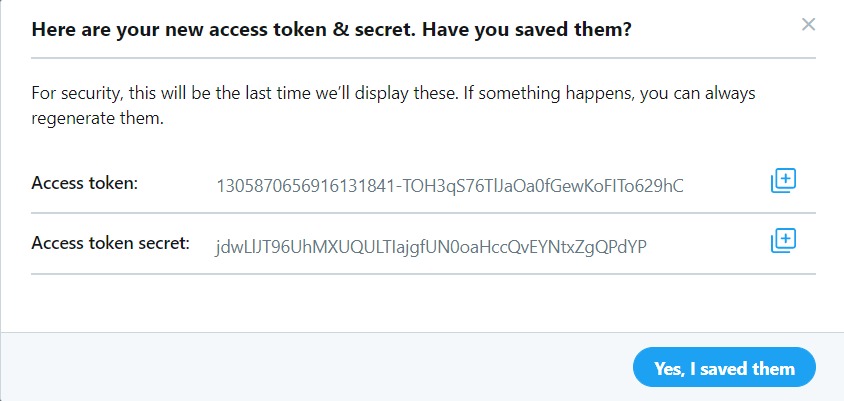 Here are your new access token & secret. Have you saved them?
For security, this will be the last time we’ll display these. If something happens, you can always
regenerate them.
Access token: 1305870656916131841-TOH3qS76TlJaOa0fGewKoFITo629hC
Access token secret: jdwLlJT96UhMXUQULTIajgfUN0oaHccQvEYNtxZgQPdYP
Yes, I saved them